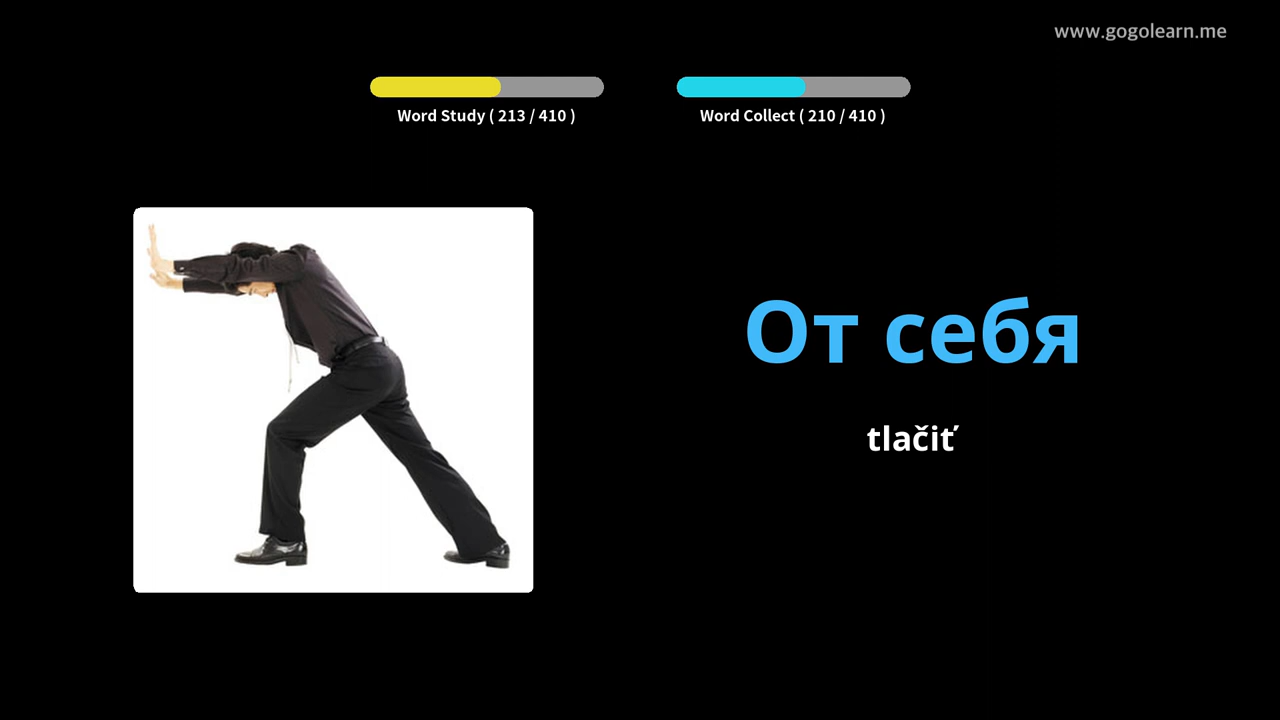 www.gogolearn.me
Word Study ( 213 / 410 )
Word Collect ( 210 / 410 )
От себя
tlačiť